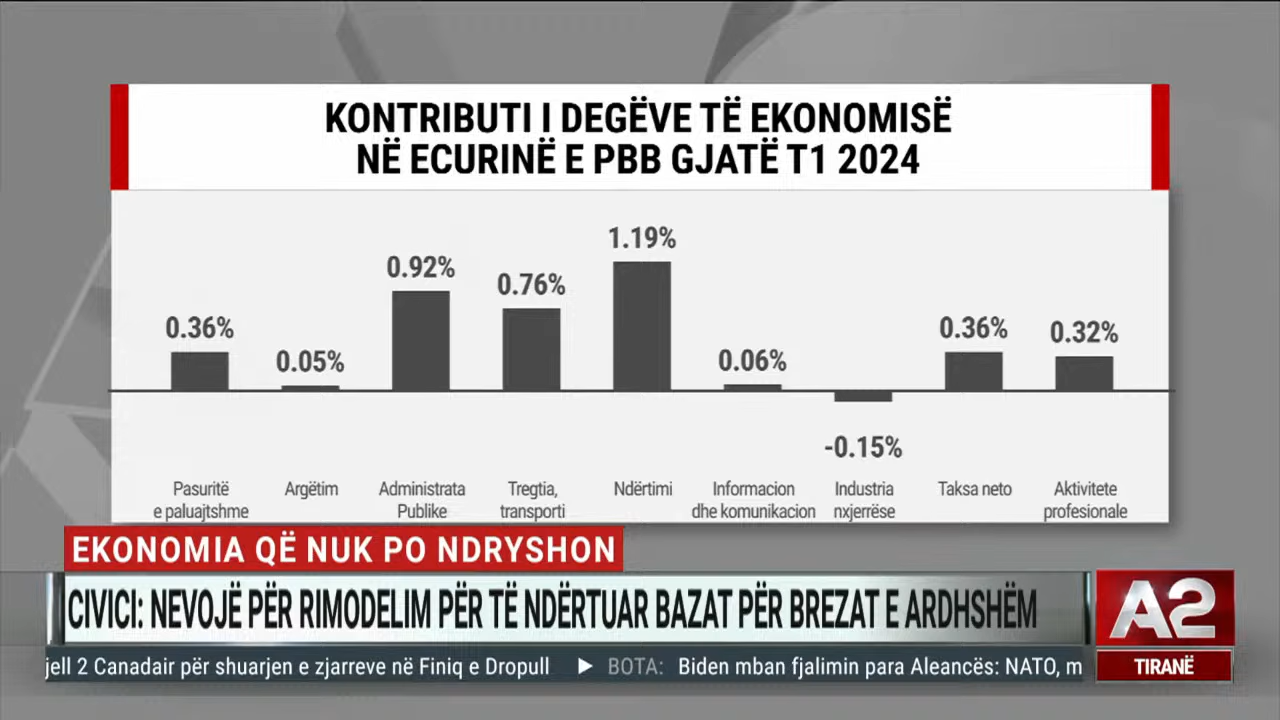 KONTRIBUTI I DEGËVE TË EKONOMISË
NË ECURINË E PBB GJATË T1 2024
0.36%
0.05%
0.92%
0.76%
1.19%
0.06%
-0.15%
0.36%
0.32%
Pasuritë
e paluajtshme
Argëtim
Administrata
Publike
Tregtia,
transporti
Ndërtimi
Informacion
dhe komunikacion
Industria
nxjerrëse
Taksa neto
Aktivitete
profesionale
EKONOMIA QË NUK PO NDRYSHON
CIVICI: NEVOJË PËR RIMODELIM PËR TË NDËRTUAR BAZAT PËR BREZAT E ARDHSHËM
A2
TIRANË
jell 2 Canadair për shuarjen e zjarreve në Finiq e Dropull ▶ BOTA: Biden mban fjalimin para Aleancës: NATO, m